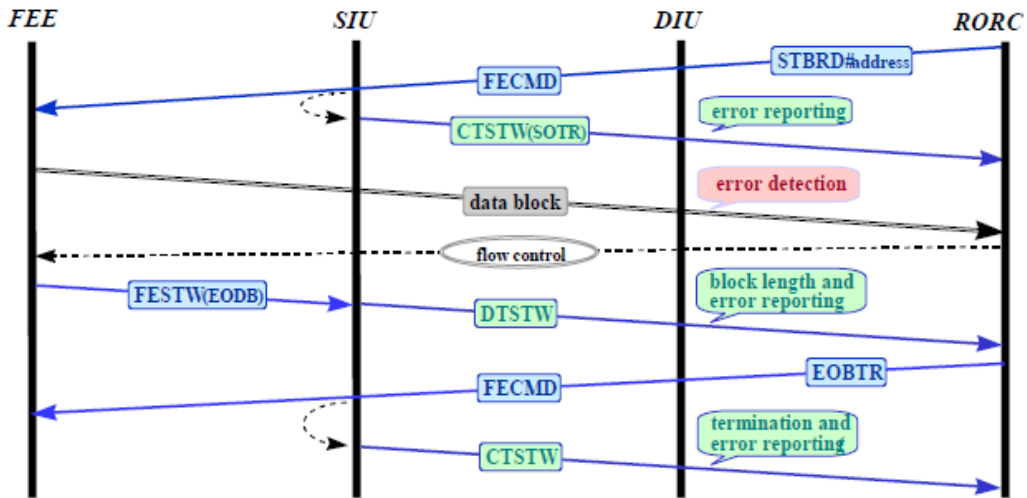 FEE SIU DIU RORC
STBRD#address
FECMD
error reporting
CTSTW(SOTR)
error detection
data block
flow control
block length and
error reporting
FESTW(EODB)
DTSTW
EOBTR
FECMD
termination and
error reporting
CTSTW